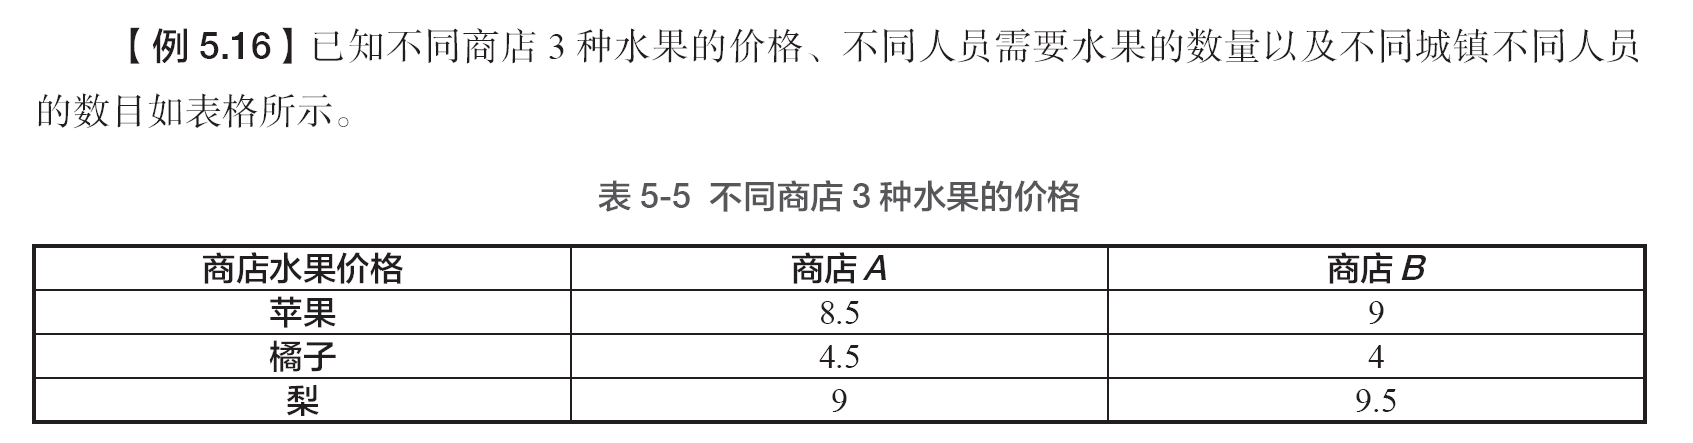 【例 5.16】已知不同商店 3 种水果的价格、不同人员需要水果的数量以及不同城镇不同人员
的数目如表格所示。
表 5-5 不同商店 3 种水果的价格
商店水果价格 商店 A 商店 B
苹果 8.5 9
橘子 4.5 4
梨 9 9.5